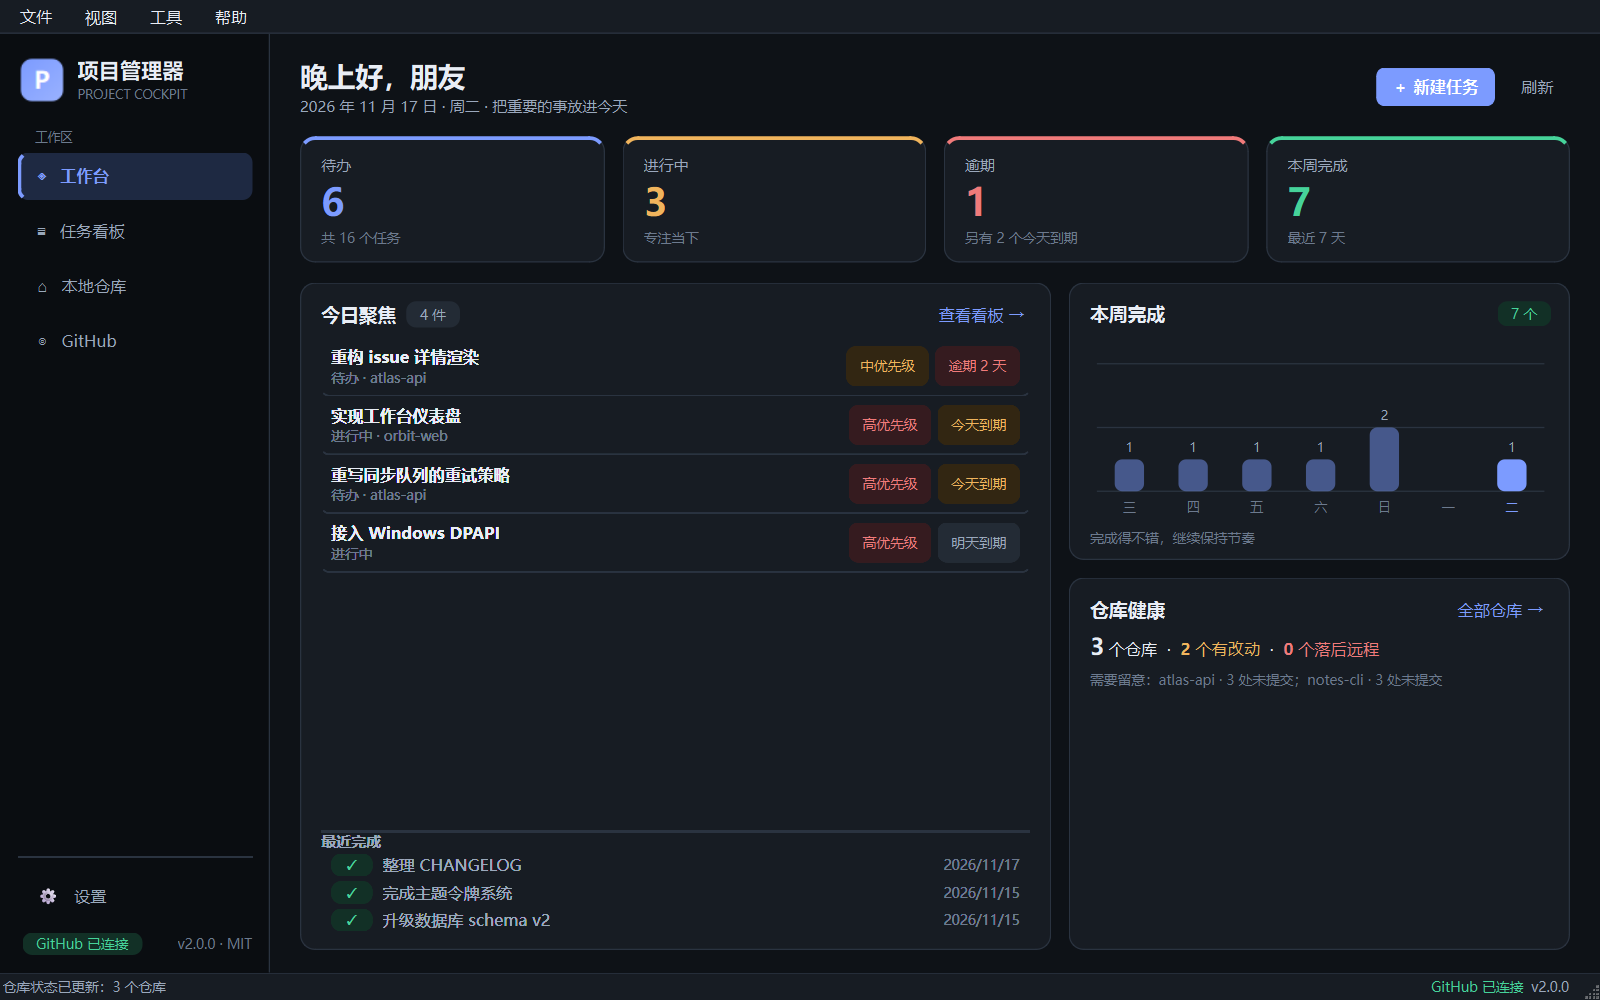 文件 视图 工具 帮助
P 项目管理器
PROJECT COCKPIT
工作区
工作台
任务看板
本地仓库
GitHub
设置
GitHub 已连接 v2.0.0 · MIT
晚上好，朋友
2026 年 11 月 17 日 · 周二 · 把重要的事放进今天
+ 新建任务 刷新
待办
6
共 16 个任务
进行中
3
专注当下
逾期
1
另有 2 个今天到期
本周完成
7
最近 7 天
今日聚焦 4 件 查看看板 →
重构 issue 详情渲染
待办 · atlas-api
中优先级 逾期 2 天
实现工作台仪表盘
进行中 · orbit-web
高优先级 今天到期
重写同步队列的重试策略
待办 · atlas-api
高优先级 今天到期
接入 Windows DPAPI
进行中
高优先级 明天到期
最近完成
✓ 整理 CHANGELOG 2026/11/17
✓ 完成主题令牌系统 2026/11/15
✓ 升级数据库 schema v2 2026/11/15
本周完成 7 个
1 1 1 1 2 1
三 四 五 六 日 一 二
完成得不错，继续保持节奏
仓库健康 全部仓库 →
3 个仓库 · 2 个有改动 · 0 个落后远程
需要留意：atlas-api · 3 处未提交；notes-cli · 3 处未提交
仓库状态已更新：3 个仓库
GitHub 已连接 v2.0.0